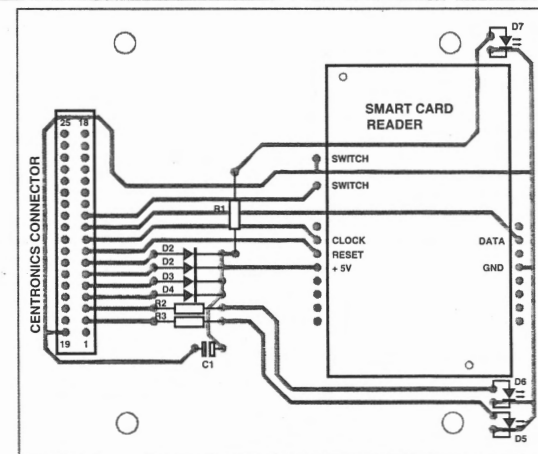 D7
25 18
SMART CARD
READER
CENTRONICS CONNECTOR
SWITCH
SWITCH
R1
CLOCK
DATA
D2
RESET
D2
+ 5V
GND
D3
D4
R2
R3
19 1
C1
D6
D5